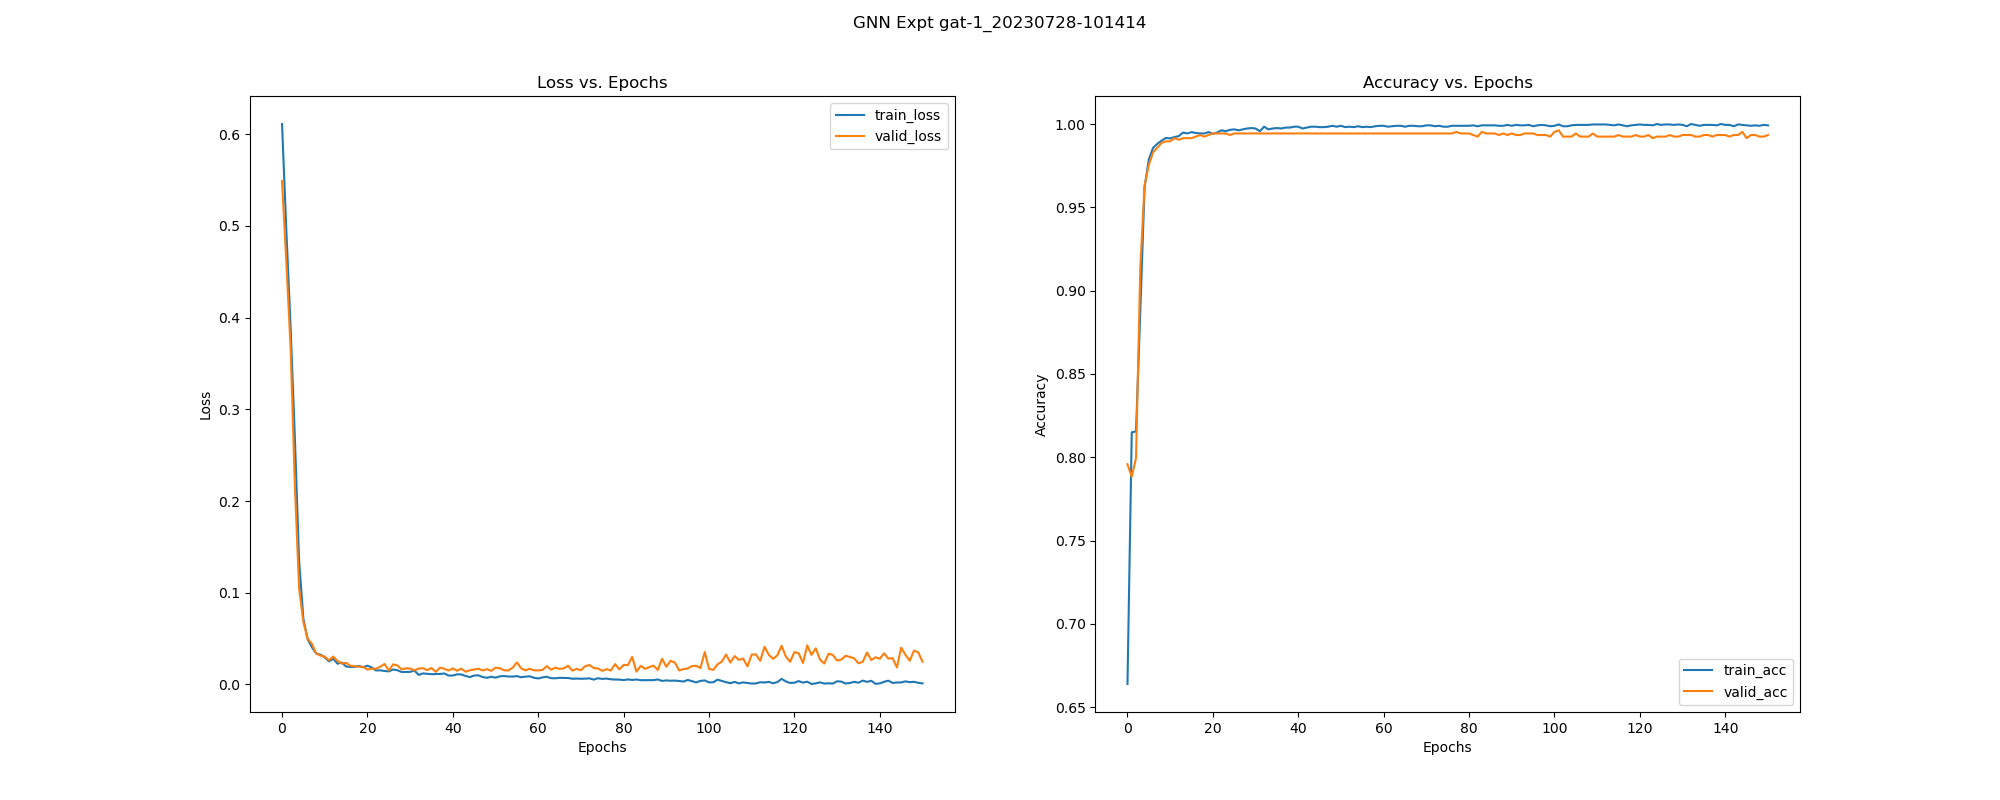 GNN Expt gat-1_20230728-101414
Loss vs. Epochs
train_loss
valid_loss
Loss
0.6
0.5
0.4
0.3
0.2
0.1
0.0
0 20 40 60 80 100 120 140
Epochs
Accuracy vs. Epochs
Accuracy
1.00
0.95
0.90
0.85
0.80
0.75
0.70
0.65
train_acc
valid_acc
0 20 40 60 80 100 120 140
Epochs